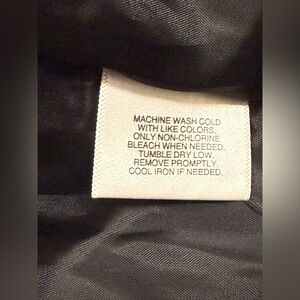 MACHINE WASH COLD
WITH LIKE COLORS.
ONLY NON-CHLORINE
BLEACH WHEN NEEDED.
TUMBLE DRY LOW.
REMOVE PROMPTLY.
COOL IRON IF NEEDED.